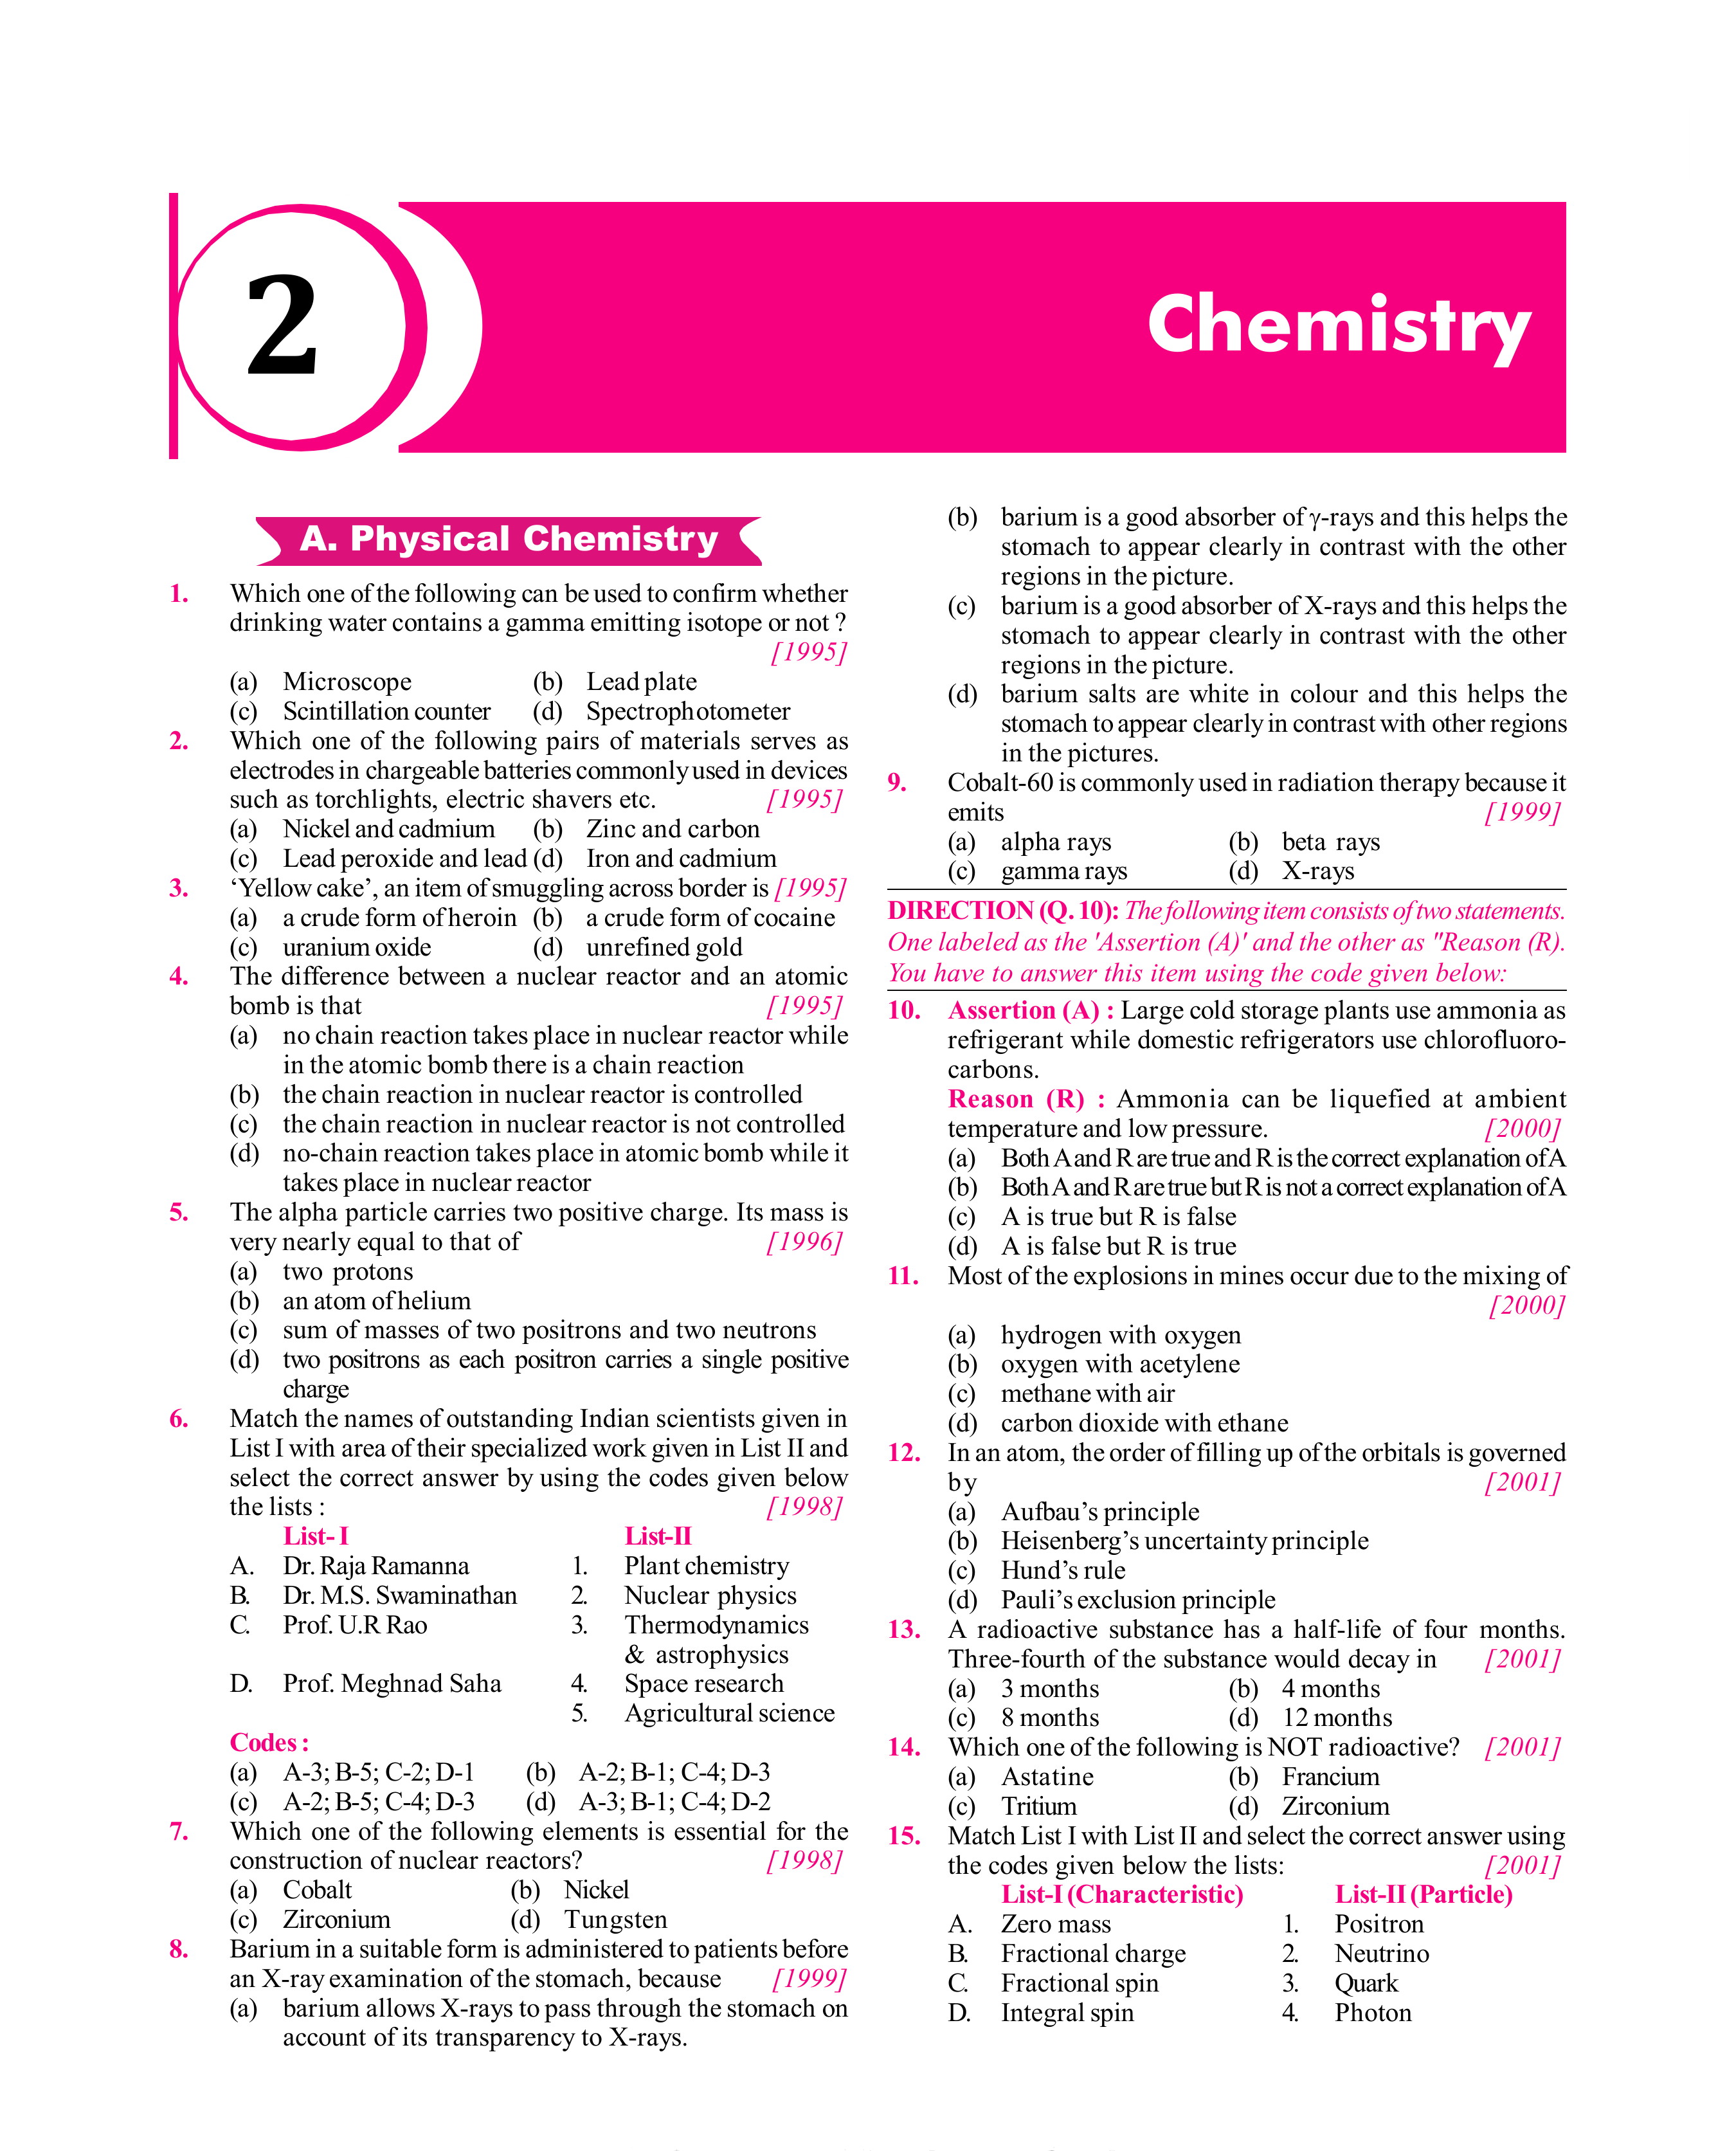 2
Chemistry
A. Physical Chemistry
1. Which one of the following can be used to confirm whether
drinking water contains a gamma emitting isotope or not ?
[1995]
(a) Microscope (b) Lead plate
(c) Scintillation counter (d) Spectrophotometer
2. Which one of the following pairs of materials serves as
electrodes in chargeable batteries commonly used in devices
such as torchlights, electric shavers etc. [1995]
(a) Nickel and cadmium (b) Zinc and carbon
(c) Lead peroxide and lead (d) Iron and cadmium
3. ‘Yellow cake’, an item of smuggling across border is [1995]
(a) a crude form of heroin (b) a crude form of cocaine
(c) uranium oxide (d) unrefined gold
4. The difference between a nuclear reactor and an atomic
bomb is that [1995]
(a) no chain reaction takes place in nuclear reactor while
in the atomic bomb there is a chain reaction
(b) the chain reaction in nuclear reactor is controlled
(c) the chain reaction in nuclear reactor is not controlled
(d) no-chain reaction takes place in atomic bomb while it
takes place in nuclear reactor
5. The alpha particle carries two positive charge. Its mass is
very nearly equal to that of [1996]
(a) two protons
(b) an atom of helium
(c) sum of masses of two positrons and two neutrons
(d) two positrons as each positron carries a single positive
charge
6. Match the names of outstanding Indian scientists given in
List I with area of their specialized work given in List II and
select the correct answer by using the codes given below
the lists : [1998]
List- I List-II
A. Dr. Raja Ramanna 1. Plant chemistry
B. Dr. M.S. Swaminathan 2. Nuclear physics
C. Prof. U.R Rao 3. Thermodynamics
& astrophysics
D. Prof. Meghnad Saha 4. Space research
5. Agricultural science
Codes :
(a) A-3; B-5; C-2; D-1 (b) A-2; B-1; C-4; D-3
(c) A-2; B-5; C-4; D-3 (d) A-3; B-1; C-4; D-2
7. Which one of the following elements is essential for the
construction of nuclear reactors? [1998]
(a) Cobalt (b) Nickel
(c) Zirconium (d) Tungsten
8. Barium in a suitable form is administered to patients before
an X-ray examination of the stomach, because [1999]
(a) barium allows X-rays to pass through the stomach on
account of its transparency to X-rays.
(b) barium is a good absorber of γ-rays and this helps the
stomach to appear clearly in contrast with the other
regions in the picture.
(c) barium is a good absorber of X-rays and this helps the
stomach to appear clearly in contrast with the other
regions in the picture.
(d) barium salts are white in colour and this helps the
stomach to appear clearly in contrast with other regions
in the pictures.
9. Cobalt-60 is commonly used in radiation therapy because it
emits [1999]
(a) alpha rays (b) beta rays
(c) gamma rays (d) X-rays
DIRECTION (Q. 10): The following item consists of two statements.
One labeled as the 'Assertion (A)' and the other as "Reason (R).
You have to answer this item using the code given below:
10. Assertion (A) : Large cold storage plants use ammonia as
refrigerant while domestic refrigerators use chlorofluoro-
carbons.
Reason (R) : Ammonia can be liquefied at ambient
temperature and low pressure. [2000]
(a) Both A and R are true and R is the correct explanation of A
(b) Both A and R are true but R is not a correct explanation of A
(c) A is true but R is false
(d) A is false but R is true
11. Most of the explosions in mines occur due to the mixing of
[2000]
(a) hydrogen with oxygen
(b) oxygen with acetylene
(c) methane with air
(d) carbon dioxide with ethane
12. In an atom, the order of filling up of the orbitals is governed
by [2001]
(a) Aufbau’s principle
(b) Heisenberg’s uncertainty principle
(c) Hund’s rule
(d) Pauli’s exclusion principle
13. A radioactive substance has a half-life of four months.
Three-fourth of the substance would decay in [2001]
(a) 3 months (b) 4 months
(c) 8 months (d) 12 months
14. Which one of the following is NOT radioactive? [2001]
(a) Astatine (b) Francium
(c) Tritium (d) Zirconium
15. Match List I with List II and select the correct answer using
the codes given below the lists: [2001]
List-I (Characteristic) List-II (Particle)
A. Zero mass 1. Positron
B. Fractional charge 2. Neutrino
C. Fractional spin 3. Quark
D. Integral spin 4. Photon